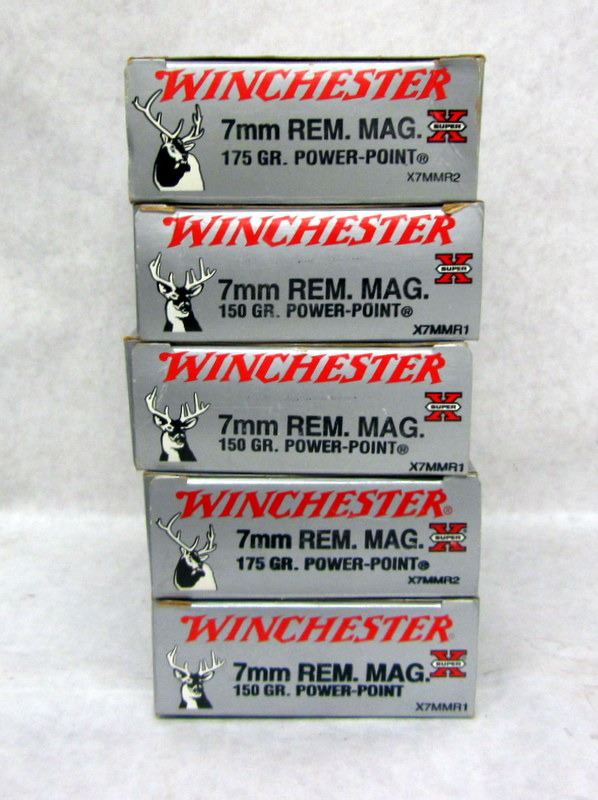 WINCHESTER
7mm REM. MAG. X SUPER
175 GR. POWER-POINT®
X7MMR2
WINCHESTER
X SUPER
7mm REM. MAG.
150 GR. POWER-POINT®
X7MMR1
WINCHESTER
X SUPER
7mm REM. MAG.
150 GR. POWER-POINT®
X7MMR1
WINCHESTER®
7mm REM. MAG. X SUPER
175 GR. POWER-POINT®
X7MMR2
WINCHESTER
7mm REM. MAG. X SUPER
150 GR. POWER-POINT
X7MMR1